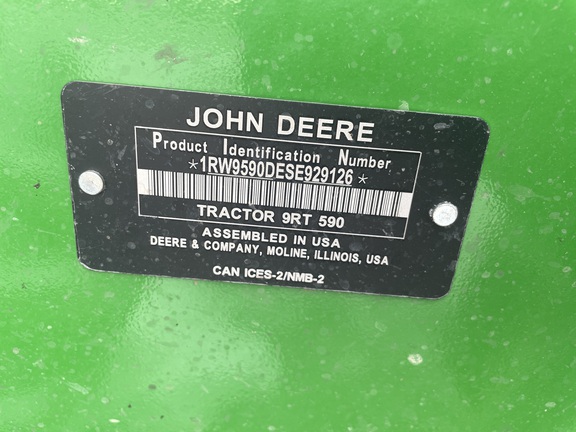 JOHN DEERE
Product Identification Number
*1RW9590DESE929126*
TRACTOR 9RT 590
ASSEMBLED IN USA
DEERE & COMPANY, MOLINE, ILLINOIS, USA
CAN ICES-2/NMB-2